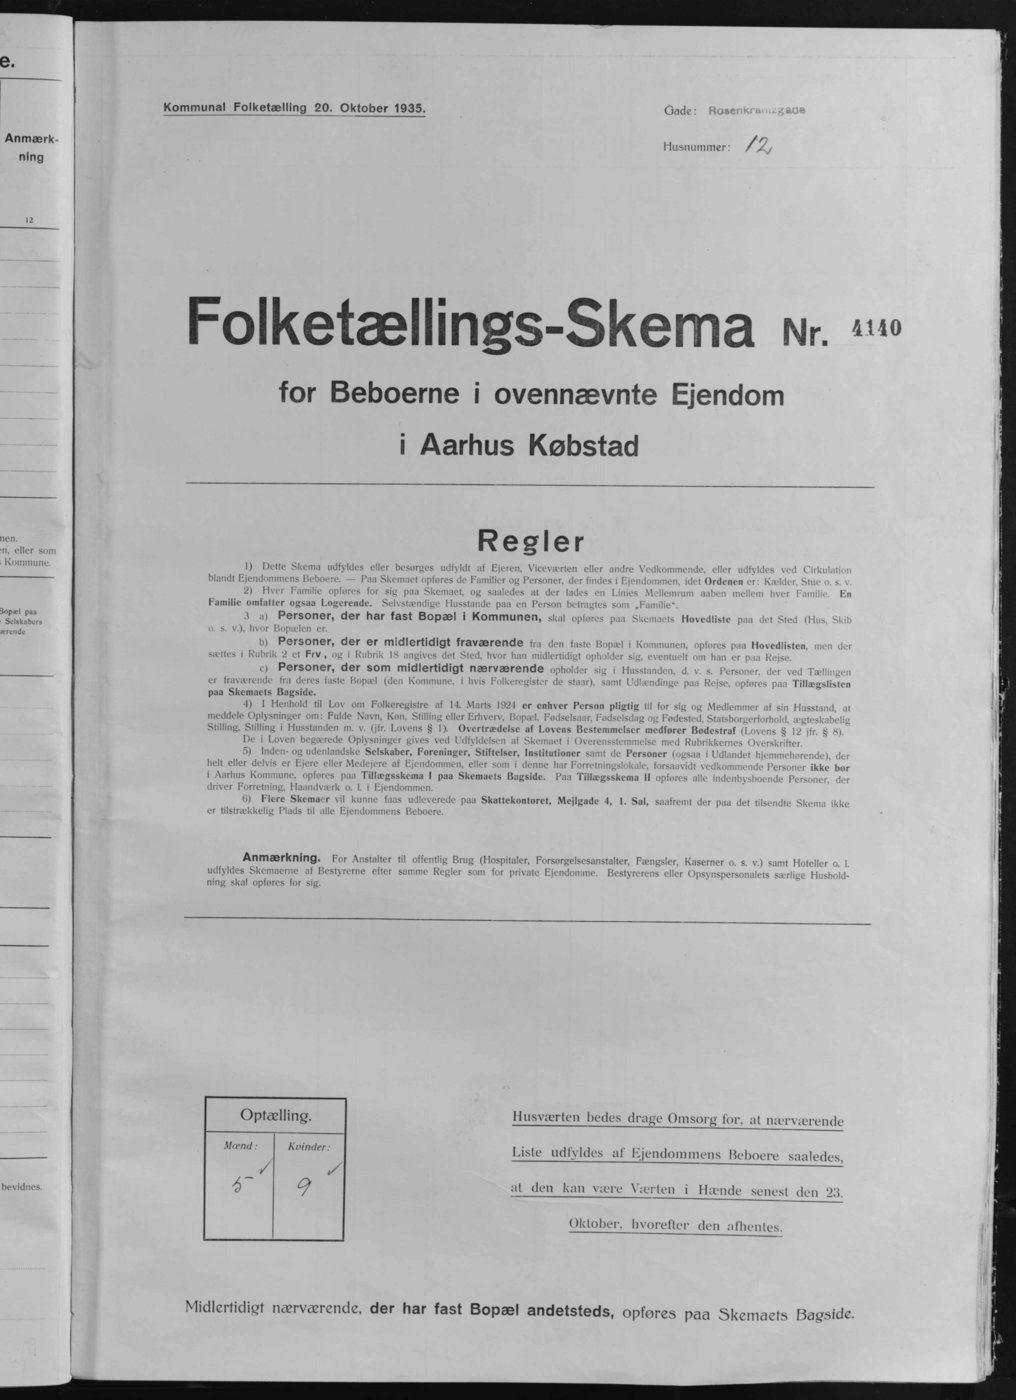 e.
Anmærk-
ning
12
nen.
en, eller som
Kommune.
Bopæl paa
Selskabers
ærende
bevidnes.
Kommunal Folketælling 20. Oktober 1935.
Gade: Rosenkrantzgade
Husnummer: 12
Folketællings-Skema Nr. 4140
for Beboerne i ovennævnte Ejendom
i Aarhus Købstad
Regler
1) Dette Skema udfyldes eller besørges udfyldt af Ejeren, Viceværten eller andre Vedkommende, eller udfyldes ved Cirkulation
blandt Ejendommens Beboere. — Paa Skemaet opføres de Familier og Personer, der findes i Ejendommen, idet Ordenen er: Kælder, Stue o. s. v.
2) Hver Familie opføres for sig paa Skemaet, og saaledes at der lades en Linies Mellemrum aaben mellem hver Familie. En
Familie omfatter ogsaa Logerende. Selvstændige Husstande paa en Person betragtes som „Familie“.
3 a) Personer, der har fast Bopæl i Kommunen, skal opføres paa Skemaets Hovedliste paa det Sted (Hus, Skib
o. s. v.), hvor Bopælen er.
b) Personer, der er midlertidigt fraværende fra den faste Bopæl i Kommunen, opføres paa Hovedlisten, men der
sættes i Rubrik 2 et Frv, og i Rubrik 18 angives det Sted, hvor han midlertidigt opholder sig, eventuelt om han er paa Rejse.
c) Personer, der som midlertidigt nærværende opholder sig i Husstanden, d. v. s. Personer, der ved Tællingen
er fraværende fra deres faste Bopæl (den Kommune, i hvis Folkeregister de staar), samt Udlændinge paa Rejse, opføres paa Tillægslisten
paa Skemaets Bagside.
4) I Henhold til Lov om Folkeregistre af 14. Marts 1924 er enhver Person pligtig til for sig og Medlemmer af sin Husstand, at
meddele Oplysninger om: Fulde Navn, Køn, Stilling eller Erhverv, Bopæl, Fødselsaar, Fødselsdag og Fødested, Statsborgerforhold, ægteskabelig
Stilling, Stilling i Husstanden m. v. (jfr. Lovens § 1). Overtrædelse af Lovens Bestemmelser medfører Bødestraf (Lovens § 12 jfr. § 8).
De i Loven begærede Oplysninger gives ved Udfyldelsen af Skemaet i Overensstemmelse med Rubrikkernes Overskrifter.
5) Inden- og udenlandske Selskaber, Foreninger, Stiftelser, Institutioner samt de Personer (ogsaa i Udlandet hjemmehørende), der
helt eller delvis er Ejere eller Medejere af Ejendommen, eller som i denne har Forretningslokale, forsaavidt vedkommende Personer ikke bor
i Aarhus Kommune, opføres paa Tillægsskema I paa Skemaets Bagside. Paa Tillægsskema II opføres alle indenbysboende Personer, der
driver Forretning, Haandværk o. l. i Ejendommen.
6) Flere Skemaer vil kunne faas udleverede paa Skattekontoret, Mejlgade 4, 1. Sal, saafremt der paa det tilsendte Skema ikke
er tilstrækkelig Plads til alle Ejendommens Beboere.
Anmærkning. For Anstalter til offentlig Brug (Hospitaler, Forsørgelsesanstalter, Fængsler, Kaserner o. s. v.) samt Hoteller o. l.
udfyldes Skemaerne af Bestyrerne efter samme Regler som for private Ejendomme. Bestyrerens eller Opsynspersonalets særlige Hushold-
ning skal opføres for sig.
Optælling.
Mænd: Kvinder:
5 9
Husværten bedes drage Omsorg for, at nærværende
Liste udfyldes af Ejendommens Beboere saaledes,
at den kan være Værten i Hænde senest den 23.
Oktober, hvorefter den afhentes.
Midlertidigt nærværende, der har fast Bopæl andetsteds, opføres paa Skemaets Bagside.